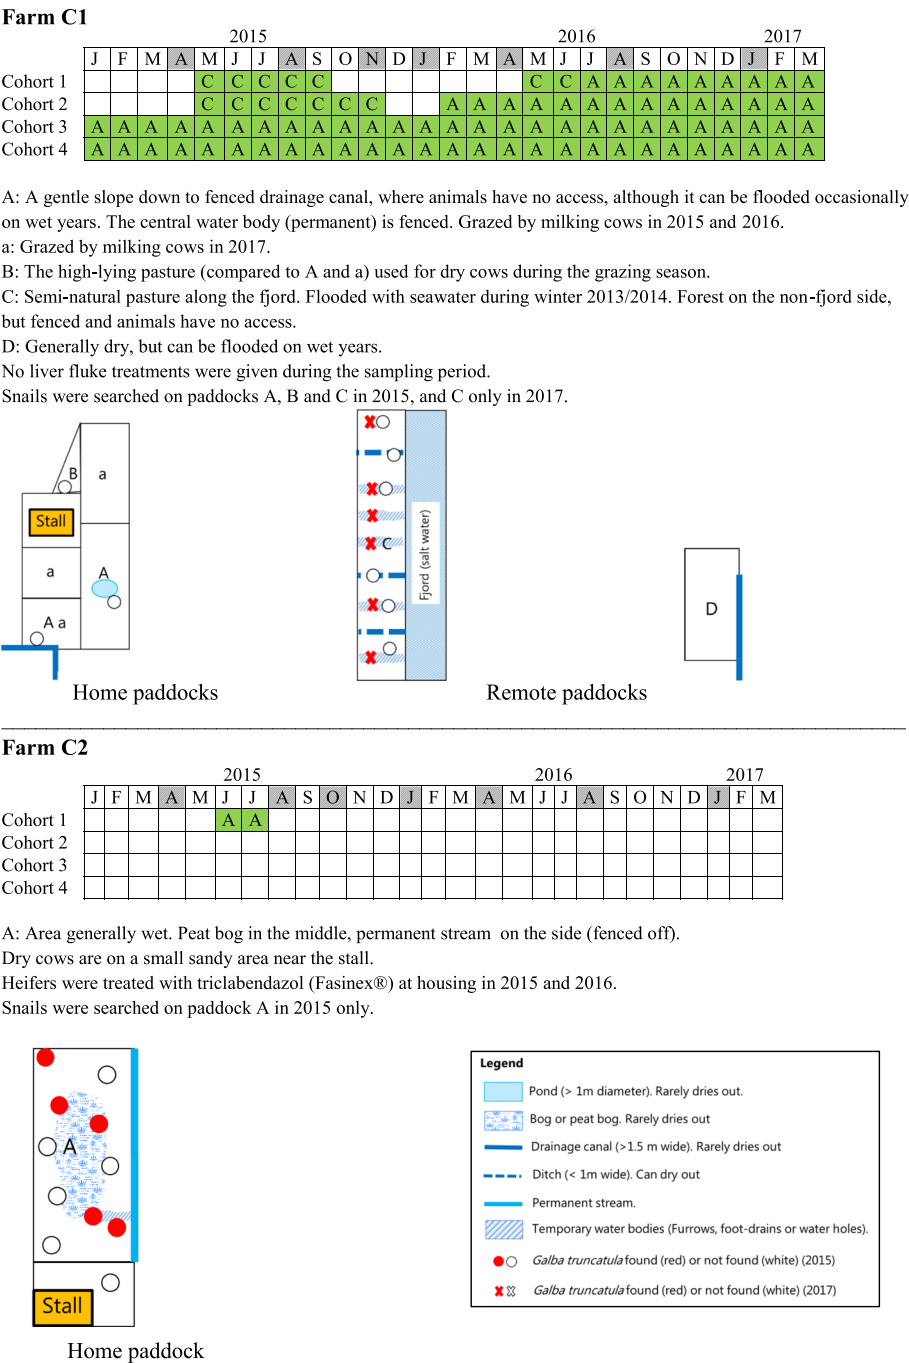 Farm C1
2015 2016 2017
J F M A M J J A S O N D J F M A M J J A S O N D J F M
Cohort 1 C C C C C C C A A A A A A A A A
Cohort 2 C C C C C C C A A A A A A A A A A A A A A
Cohort 3 A A A A A A A A A A A A A A A A A A A A A A A A A A A
Cohort 4 A A A A A A A A A A A A A A A A A A A A A A A A A A A
A: A gentle slope down to fenced drainage canal, where animals have no access, although it can be flooded occasionally
on wet years. The central water body (permanent) is fenced. Grazed by milking cows in 2015 and 2016.
a: Grazed by milking cows in 2017.
B: The high-lying pasture (compared to A and a) used for dry cows during the grazing season.
C: Semi-natural pasture along the fjord. Flooded with seawater during winter 2013/2014. Forest on the non-fjord side,
but fenced and animals have no access.
D: Generally dry, but can be flooded on wet years.
No liver fluke treatments were given during the sampling period.
Snails were searched on paddocks A, B and C in 2015, and C only in 2017.
B
a
Stall
a
A
A a
C
Fjord (salt water)
D
Home paddocks
Remote paddocks
Farm C2
2015 2016 2017
J F M A M J J A S O N D J F M A M J J A S O N D J F M
Cohort 1 A A
Cohort 2
Cohort 3
Cohort 4
A: Area generally wet. Peat bog in the middle, permanent stream on the side (fenced off).
Dry cows are on a small sandy area near the stall.
Heifers were treated with triclabendazol (Fasinex®) at housing in 2015 and 2016.
Snails were searched on paddock A in 2015 only.
A
Stall
Home paddock
Legend
Pond (> 1m diameter). Rarely dries out.
Bog or peat bog. Rarely dries out
Drainage canal (>1.5 m wide). Rarely dries out
Ditch (< 1m wide). Can dry out
Permanent stream.
Temporary water bodies (Furrows, foot-drains or water holes).
Galba truncatula found (red) or not found (white) (2015)
Galba truncatula found (red) or not found (white) (2017)